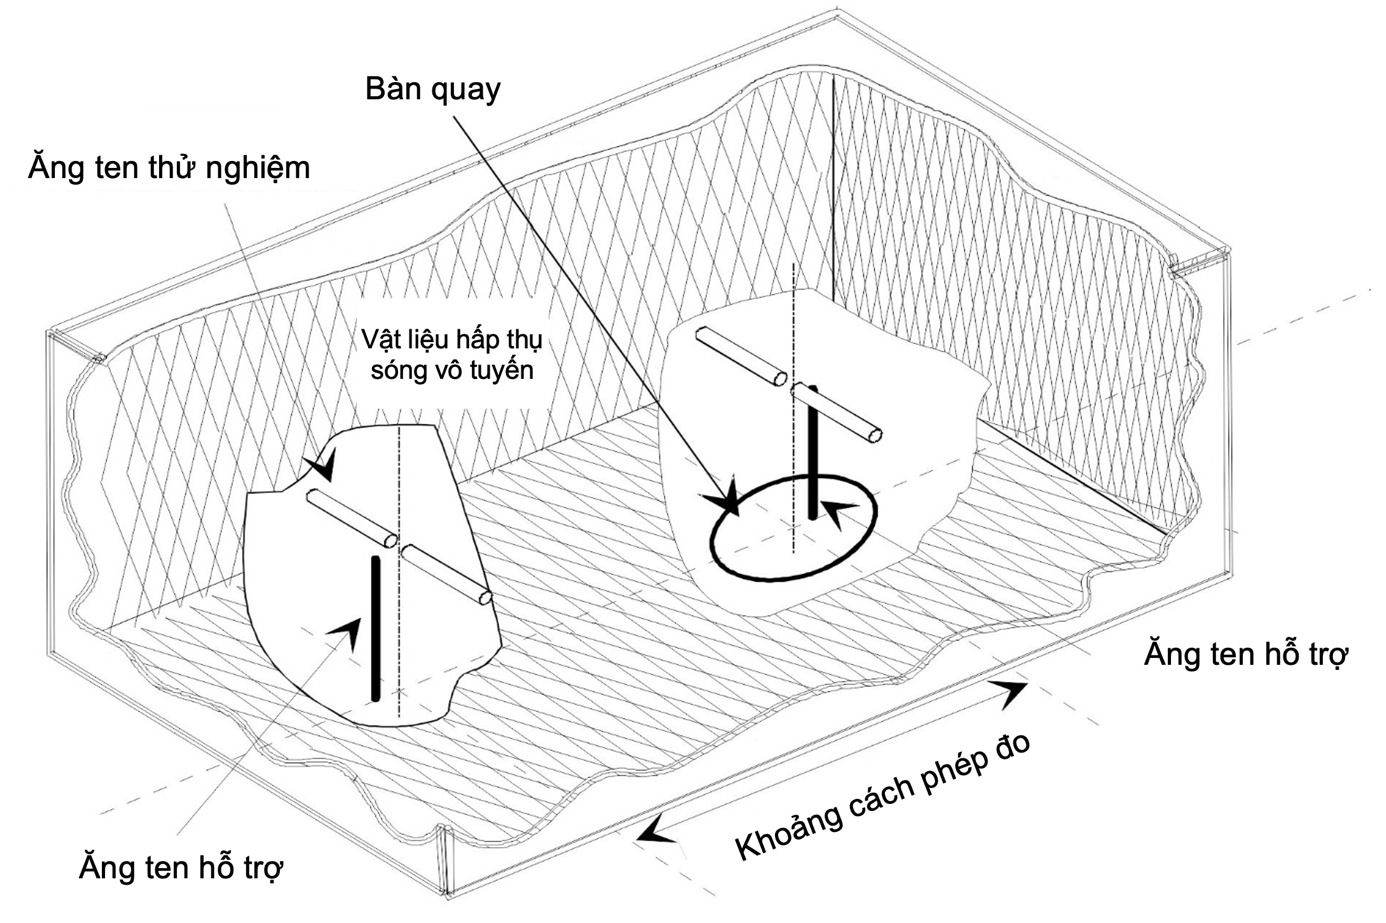 Bàn quay
Ăng ten thử nghiệm
Vật liệu hấp thụ
sóng vô tuyến
Ăng ten hỗ trợ
Khoảng cách phép đo
Ăng ten hỗ trợ